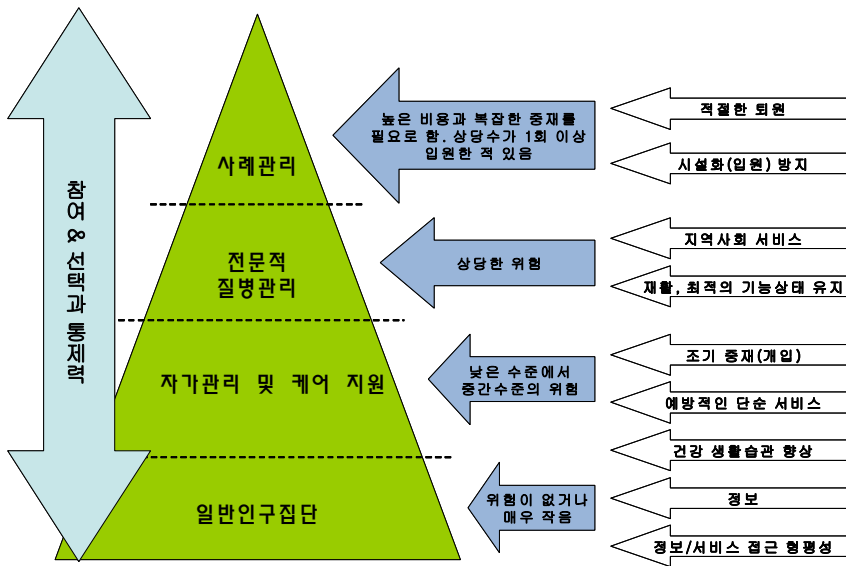 참여 & 선택과 통제력
사례관리
전문적
질병관리
자가관리 및 케어 지원
일반인구집단
높은 비용과 복잡한 중재를
필요로 함. 상당수가 1회 이상
입원한 적 있음
상당한 위험
낮은 수준에서
중간수준의 위험
위험이 없거나
매우 작음
적절한 퇴원
시설화(입원) 방지
지역사회 서비스
재활, 최적의 기능상태 유지
조기 중재(개입)
예방적인 단순 서비스
건강 생활습관 향상
정보
정보/서비스 접근 형평성